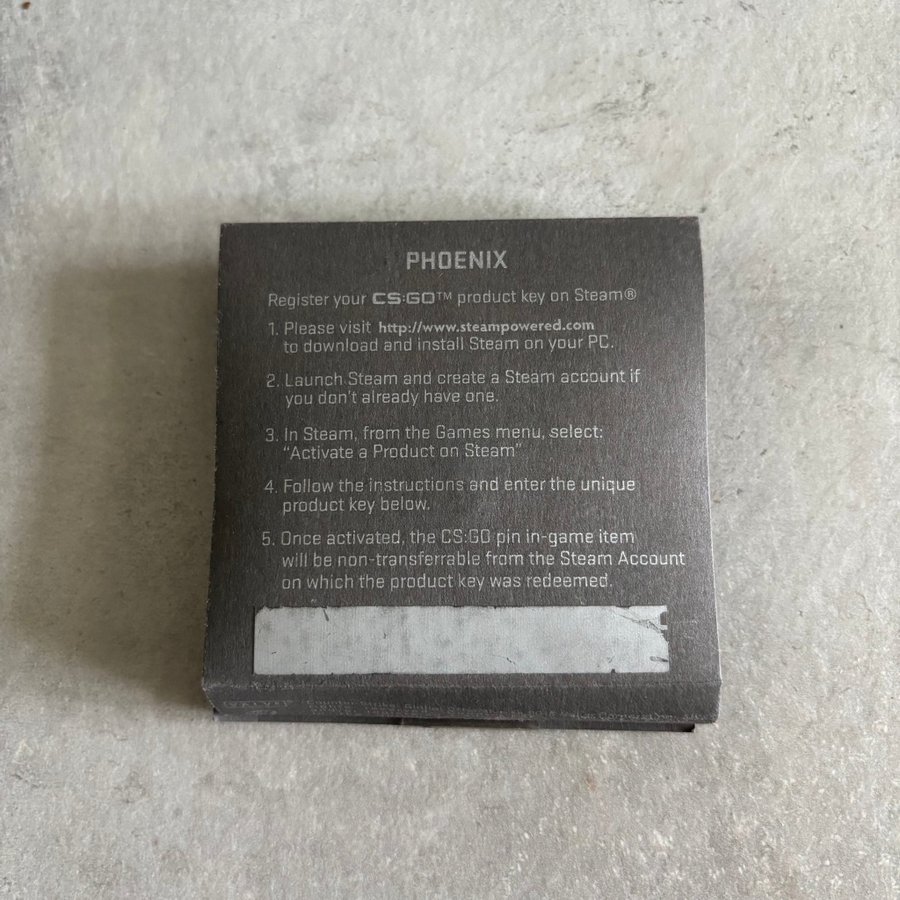 PHOENIX
Register your CS:GO™ product key on Steam®
1. Please visit http://www.steampowered.com
to download and install Steam on your PC.
2. Launch Steam and create a Steam account if
you don't already have one.
3. In Steam, from the Games menu, select:
"Activate a Product on Steam"
4. Follow the instructions and enter the unique
product key below.
5. Once activated, the CS:GO pin in-game item
will be non-transferrable from the Steam Account
on which the product key was redeemed.
VALVE